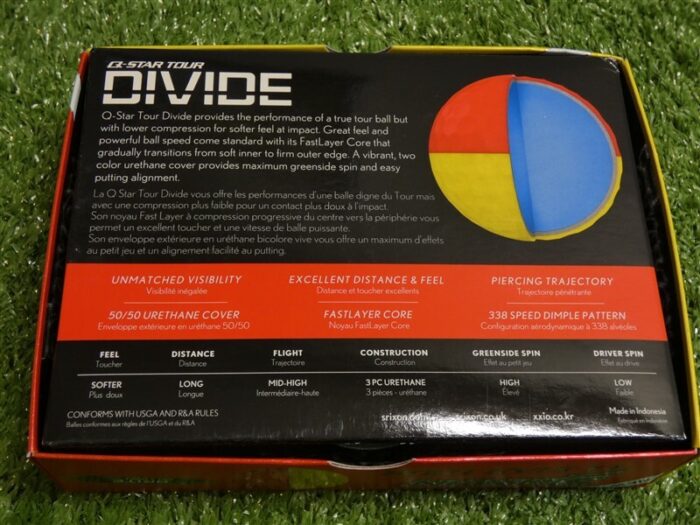 Q-STAR TOUR
DIVIDE
Q-Star Tour Divide provides the performance of a true tour ball but
with lower compression for softer feel at impact. Great feel and
powerful ball speed come standard with its FastLayer Core that
gradually transitions from soft inner to firm outer edge. A vibrant, two
color urethane cover provides maximum greenside spin and easy
putting alignment.
La Q Star Tour Divide vous offre les performances d'une balle digne du Tour mais
avec une compression plus faible pour un contact plus doux à l'impact.
Son noyau Fast Layer à compression progressive du centre vers la périphérie vous
permet un excellent toucher et une vitesse de balle puissante.
Son enveloppe extérieure en uréthane bicolore vive vous offre un maximum d'effets
au petit jeu et un alignement facilité au putting.
UNMATCHED VISIBILITY EXCELLENT DISTANCE & FEEL PIERCING TRAJECTORY
Visibilité inégalée Distance et toucher excellents Trajectoire pénétrante
50/50 URETHANE COVER FASTLAYER CORE 338 SPEED DIMPLE PATTERN
Enveloppe extérieure en uréthane 50/50 Noyau FastLayer Core Configuration aérodynamique à 338 alvéoles
FEEL DISTANCE FLIGHT CONSTRUCTION GREENSIDE SPIN DRIVER SPIN
Toucher Distance Trajectoire Construction Effet au petit jeu Effet au drive
SOFTER LONG MID-HIGH 3 PC URETHANE HIGH LOW
Plus doux Longue Intermédiaire-haute 3 pièces - uréthane Élevé Faible
CONFORMS WITH USGA AND R&A RULES srixon.com srixon.co.uk xxio.co.kr Made in Indonesia
Balles conformes aux règles de l'USGA et du R&A Fabriqué en Indonésie